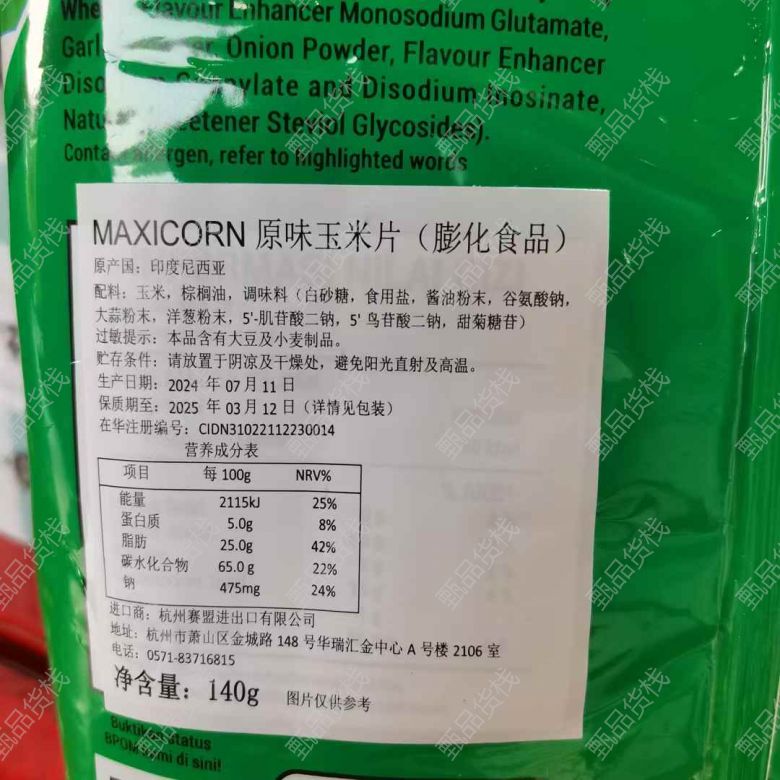 Flavour Enhancer Monosodium Glutamate,
Onion Powder, Flavour Enhancer
and Disodium Inosinate,
Steviol Glycosides).
refer to highlighted words
MAXICORN 原味玉米片（膨化食品）
原产国：印度尼西亚
配料：玉米，棕榈油，调味料（白砂糖，食用盐，酱油粉末，谷氨酸钠，
大蒜粉末，洋葱粉末，5'-肌苷酸二钠，5' 鸟苷酸二钠，甜菊糖苷）
过敏提示：本品含有大豆及小麦制品。
贮存条件：请放置于阴凉及干燥处，避免阳光直射及高温。
生产日期：2024 年 07 月 11 日
保质期至：2025 年 03 月 12 日（详情见包装）
在华注册编号：CIDN31022112230014
营养成分表
项目 每 100g NRV%
能量 2115kJ 25%
蛋白质 5.0g 8%
脂肪 25.0g 42%
碳水化合物 65.0 g 22%
钠 475mg 24%
进口商：杭州赛盟进出口有限公司
地址：杭州市萧山区金城路 148 号华瑞汇金中心 A 号楼 2106 室
电话：0571-83716815
净含量：140g 图片仅供参考
Buktikan status
BPOM di sini!
甄品货栈